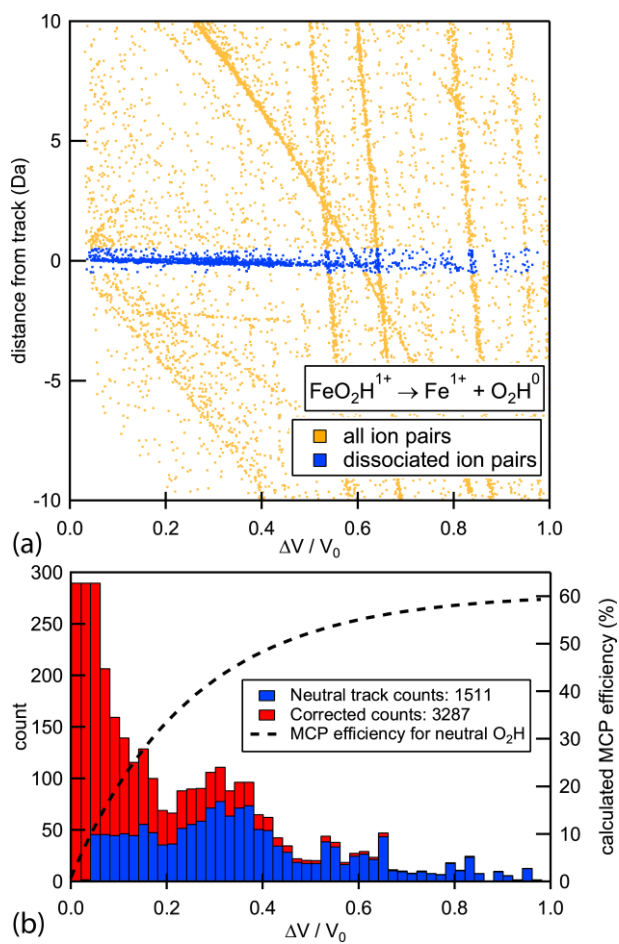 10
5
0
-5
-10
distance from track (Da)
FeO₂H¹⁺ → Fe¹⁺ + O₂H⁰
all ion pairs
dissociated ion pairs
0.0 0.2 0.4 0.6 0.8 1.0
(a)
ΔV / V₀
300
250
200
150
100
50
0
count
60
50
40
30
20
10
0
calculated MCP efficiency (%)
Neutral track counts: 1511
Corrected counts: 3287
MCP efficiency for neutral O₂H
0.0 0.2 0.4 0.6 0.8 1.0
(b)
ΔV / V₀